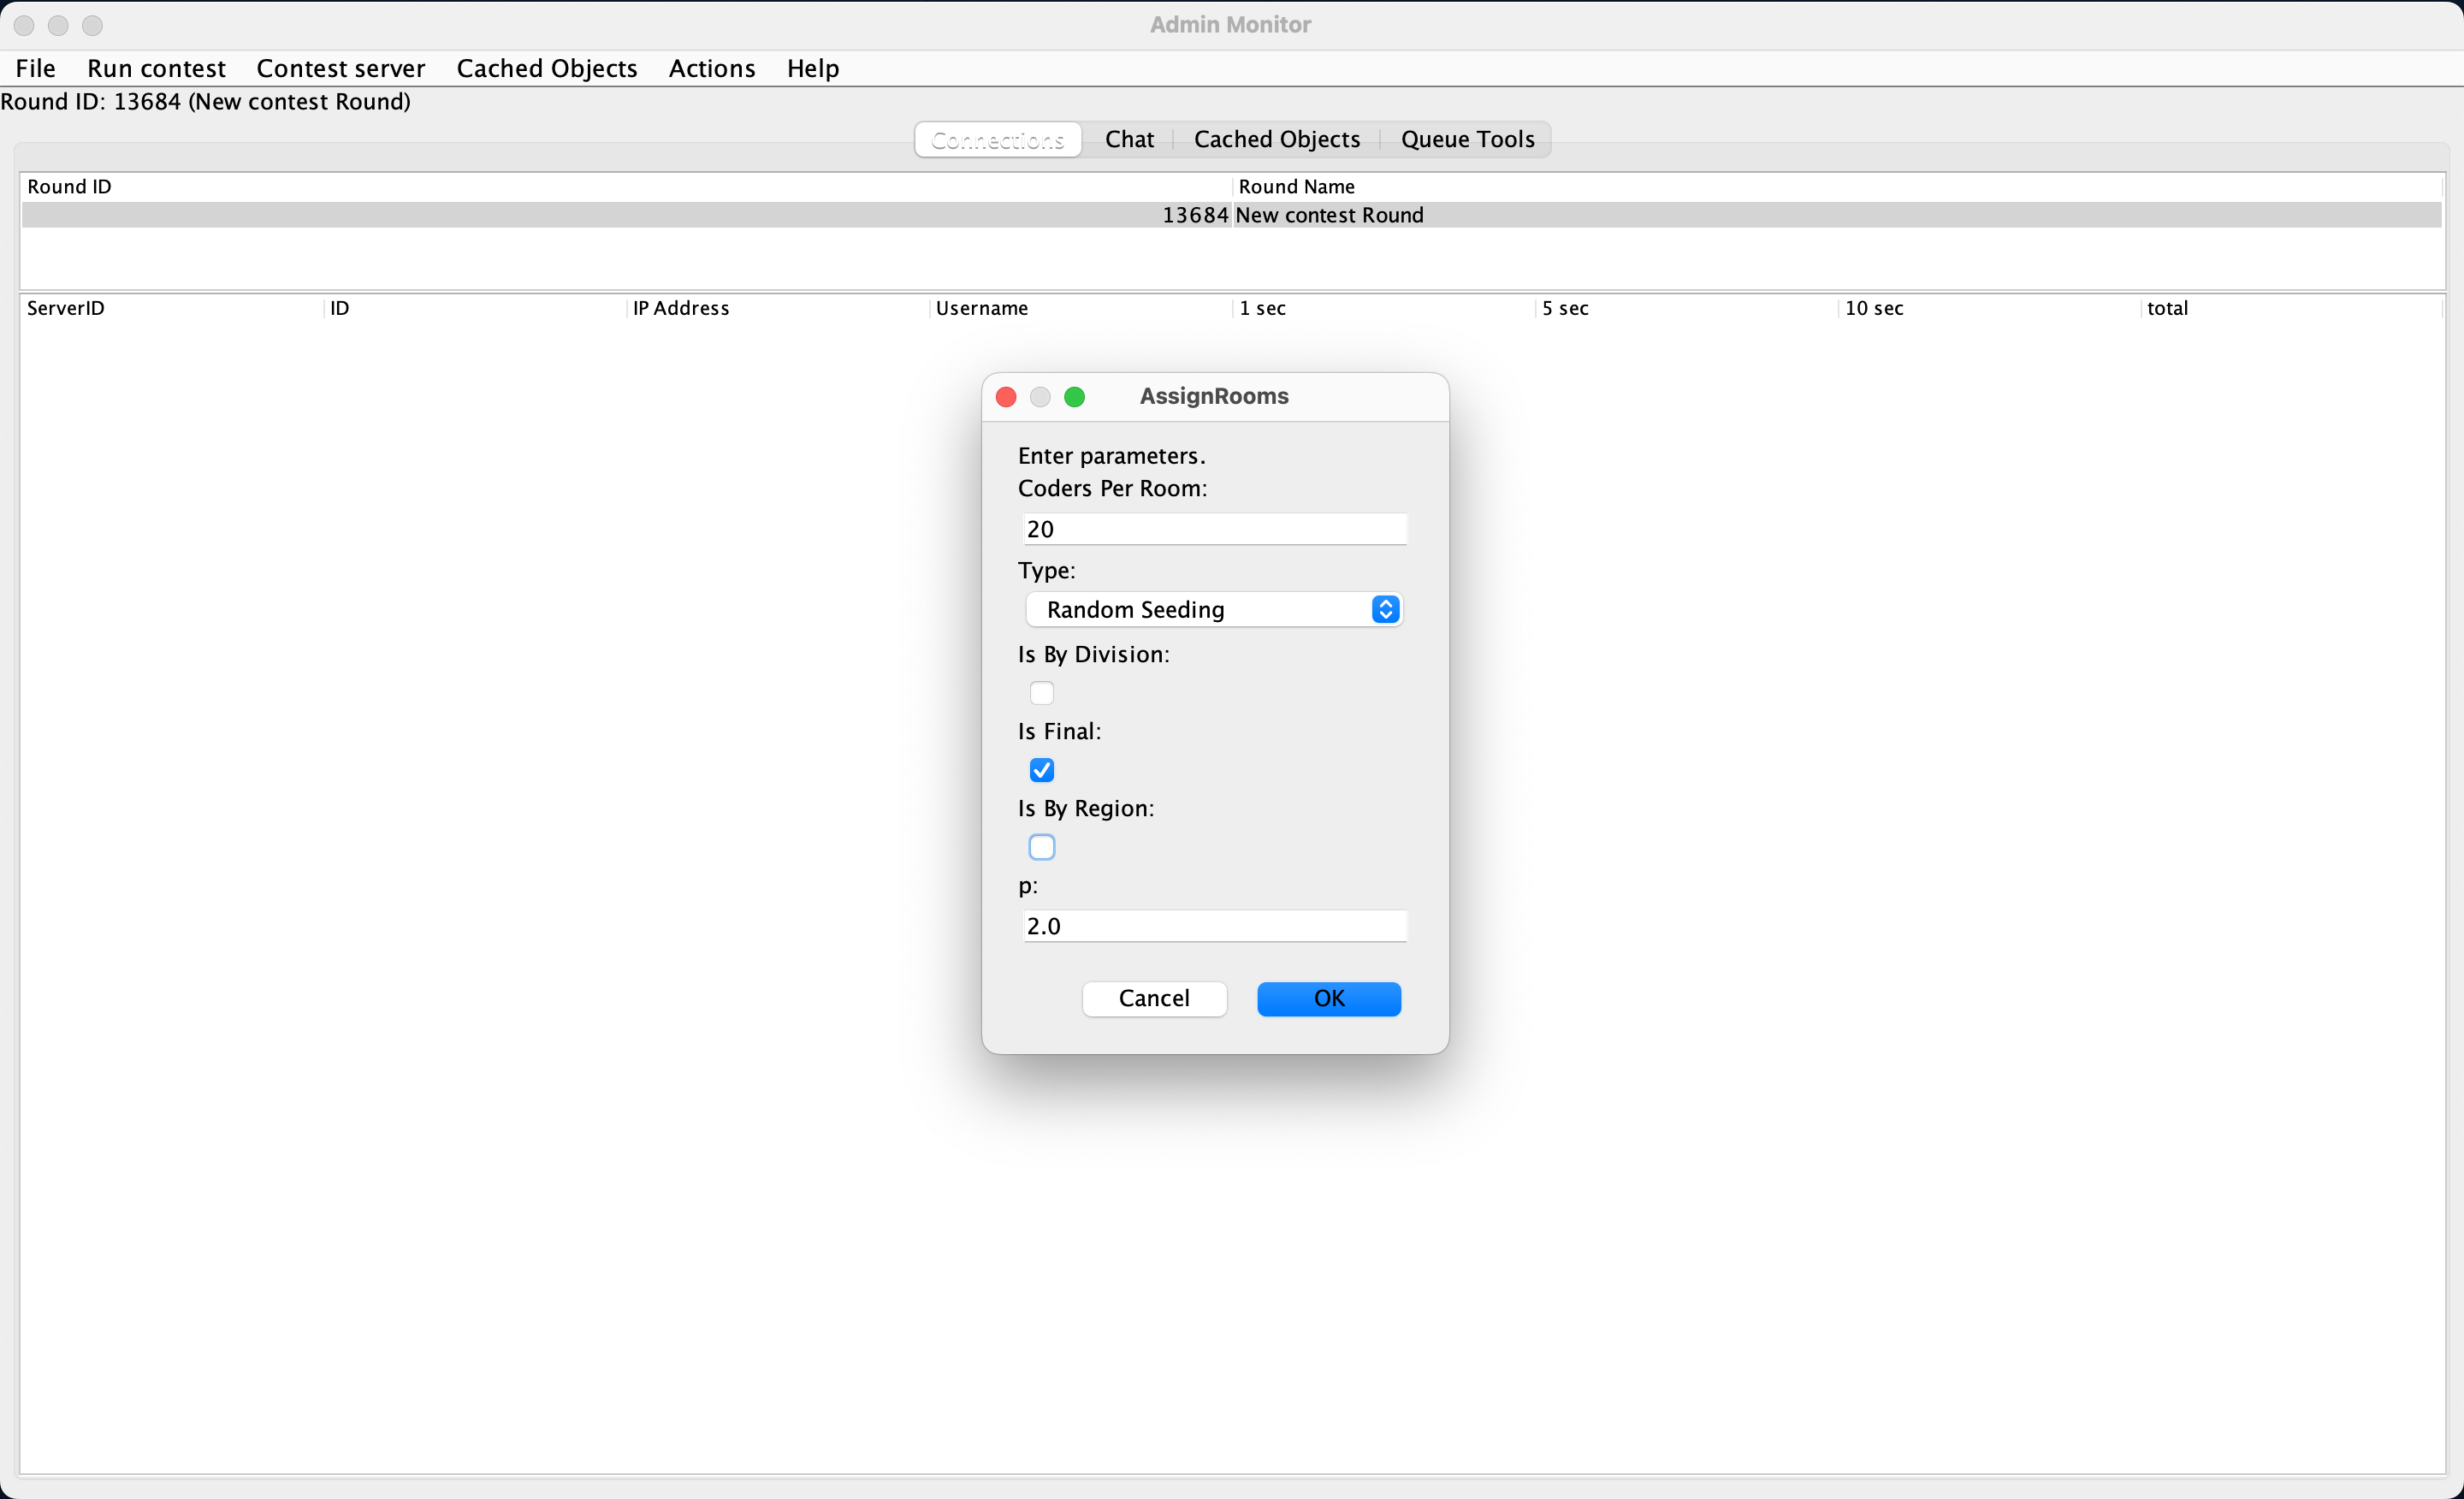 Admin Monitor
File Run contest Contest server Cached Objects Actions Help
Round ID: 13684 (New contest Round)
Connections Chat Cached Objects Queue Tools
Round ID Round Name
13684 New contest Round
ServerID ID IP Address Username 1 sec 5 sec 10 sec total
AssignRooms
Enter parameters.
Coders Per Room:
20
Type:
Random Seeding
Is By Division:
Is Final:
Is By Region:
p:
2.0
Cancel OK